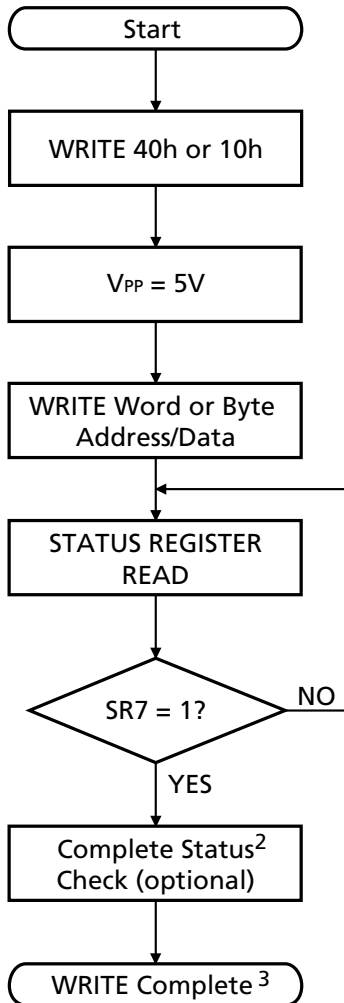 Start
WRITE 40h or 10h
VPP = 5V
WRITE Word or Byte
Address/Data
STATUS REGISTER
READ
SR7 = 1?
NO
YES
Complete Status2
Check (optional)
WRITE Complete 3